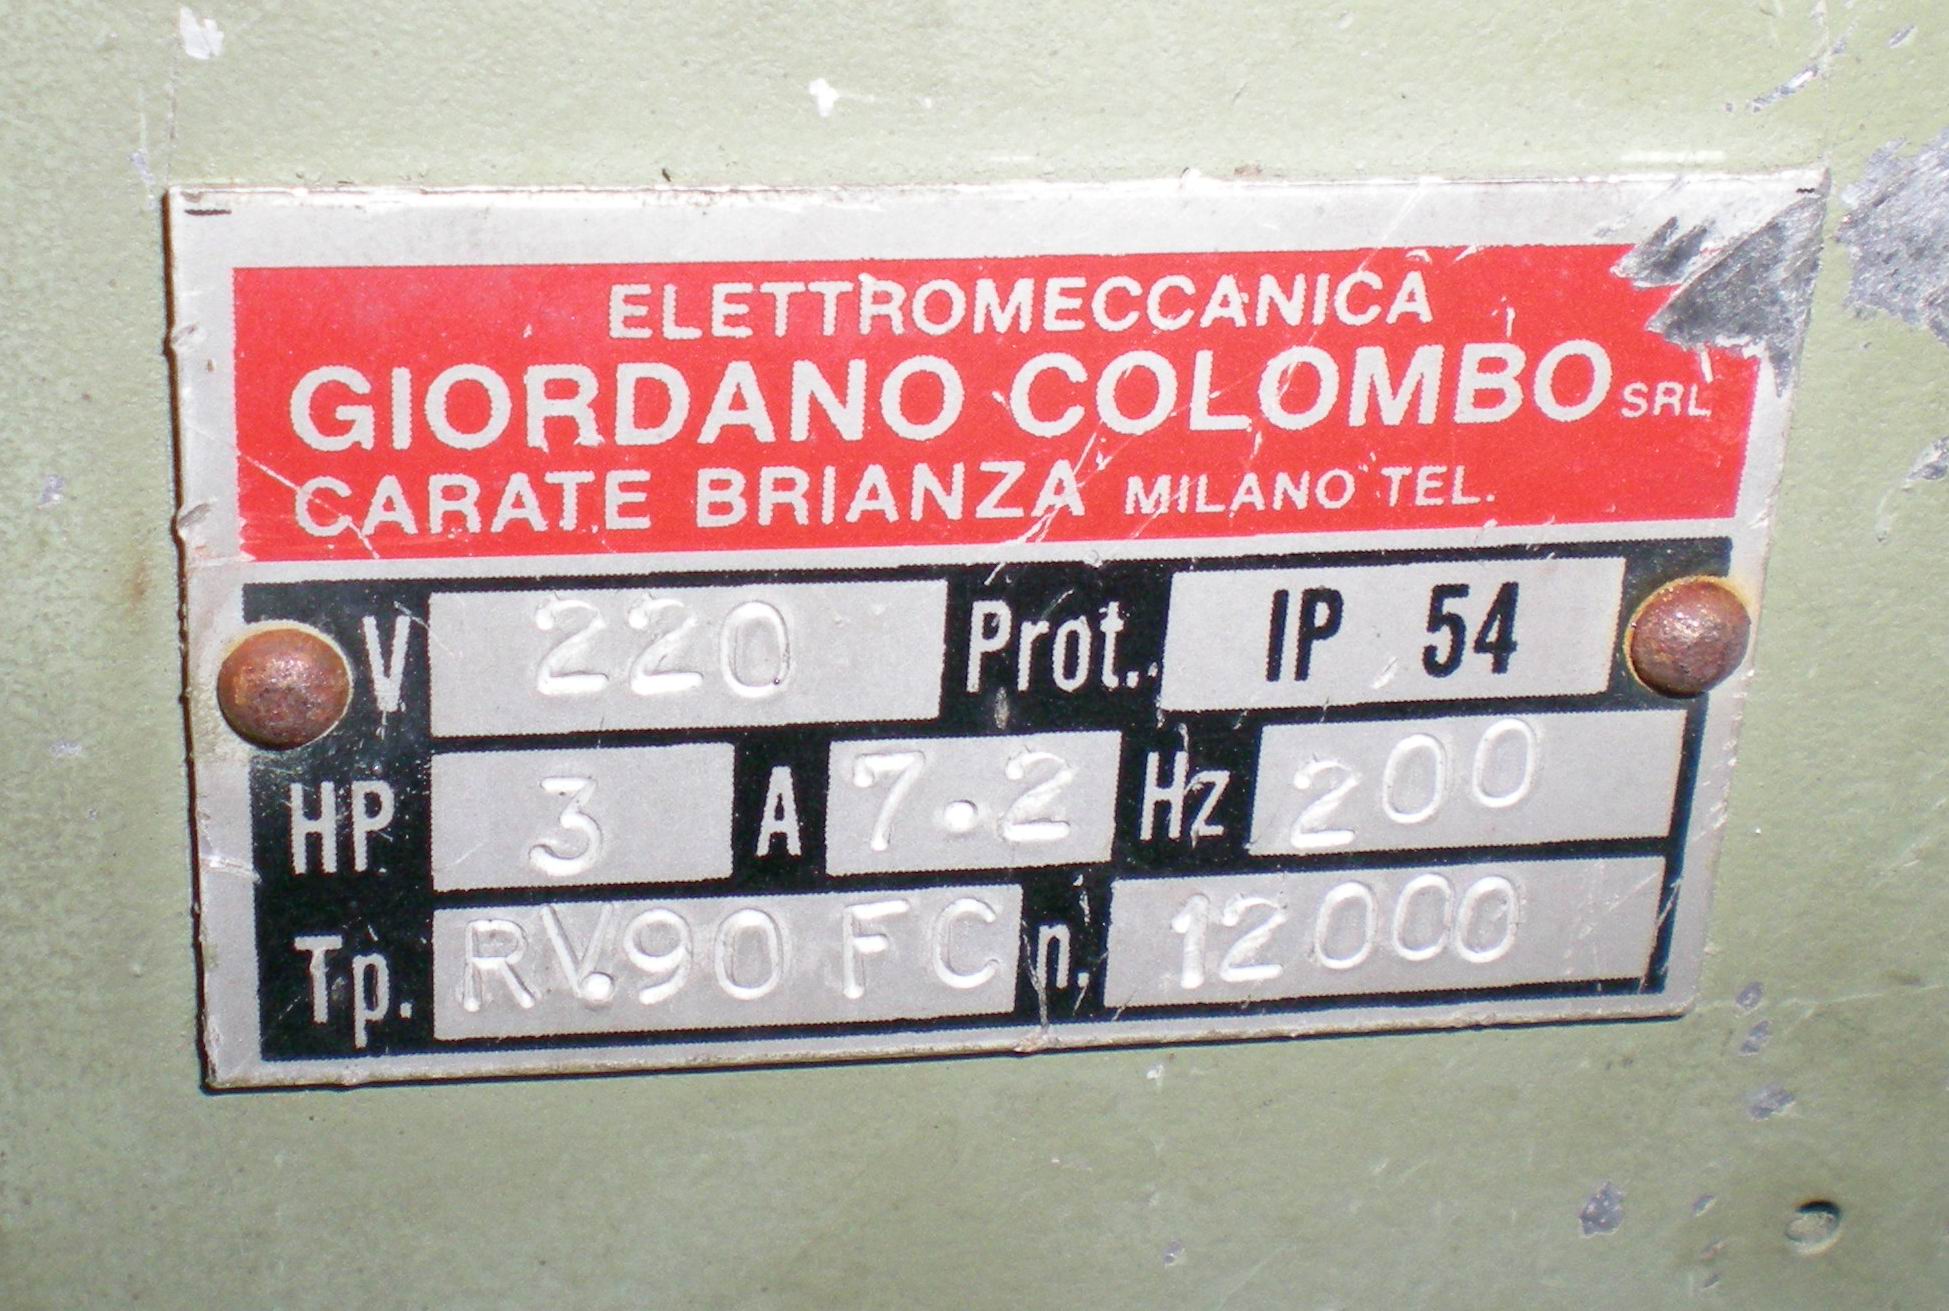 ELETTROMECCANICA
GIORDANO COLOMBO SRL
CARATE BRIANZA MILANO TEL.
V 220 Prot. IP 54
HP 3 A 7.2 Hz 200
Tp. RV.90 FC n. 12000